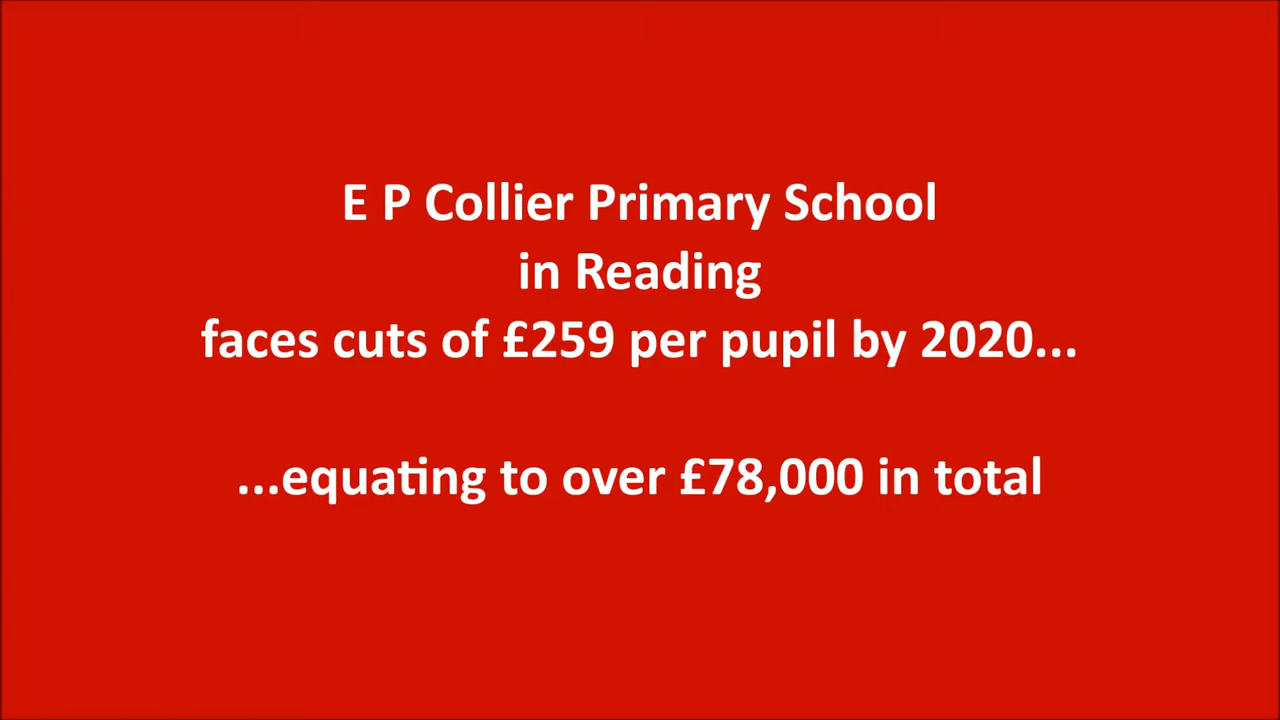 E P Collier Primary School
in Reading
faces cuts of £259 per pupil by 2020...
...equating to over £78,000 in total